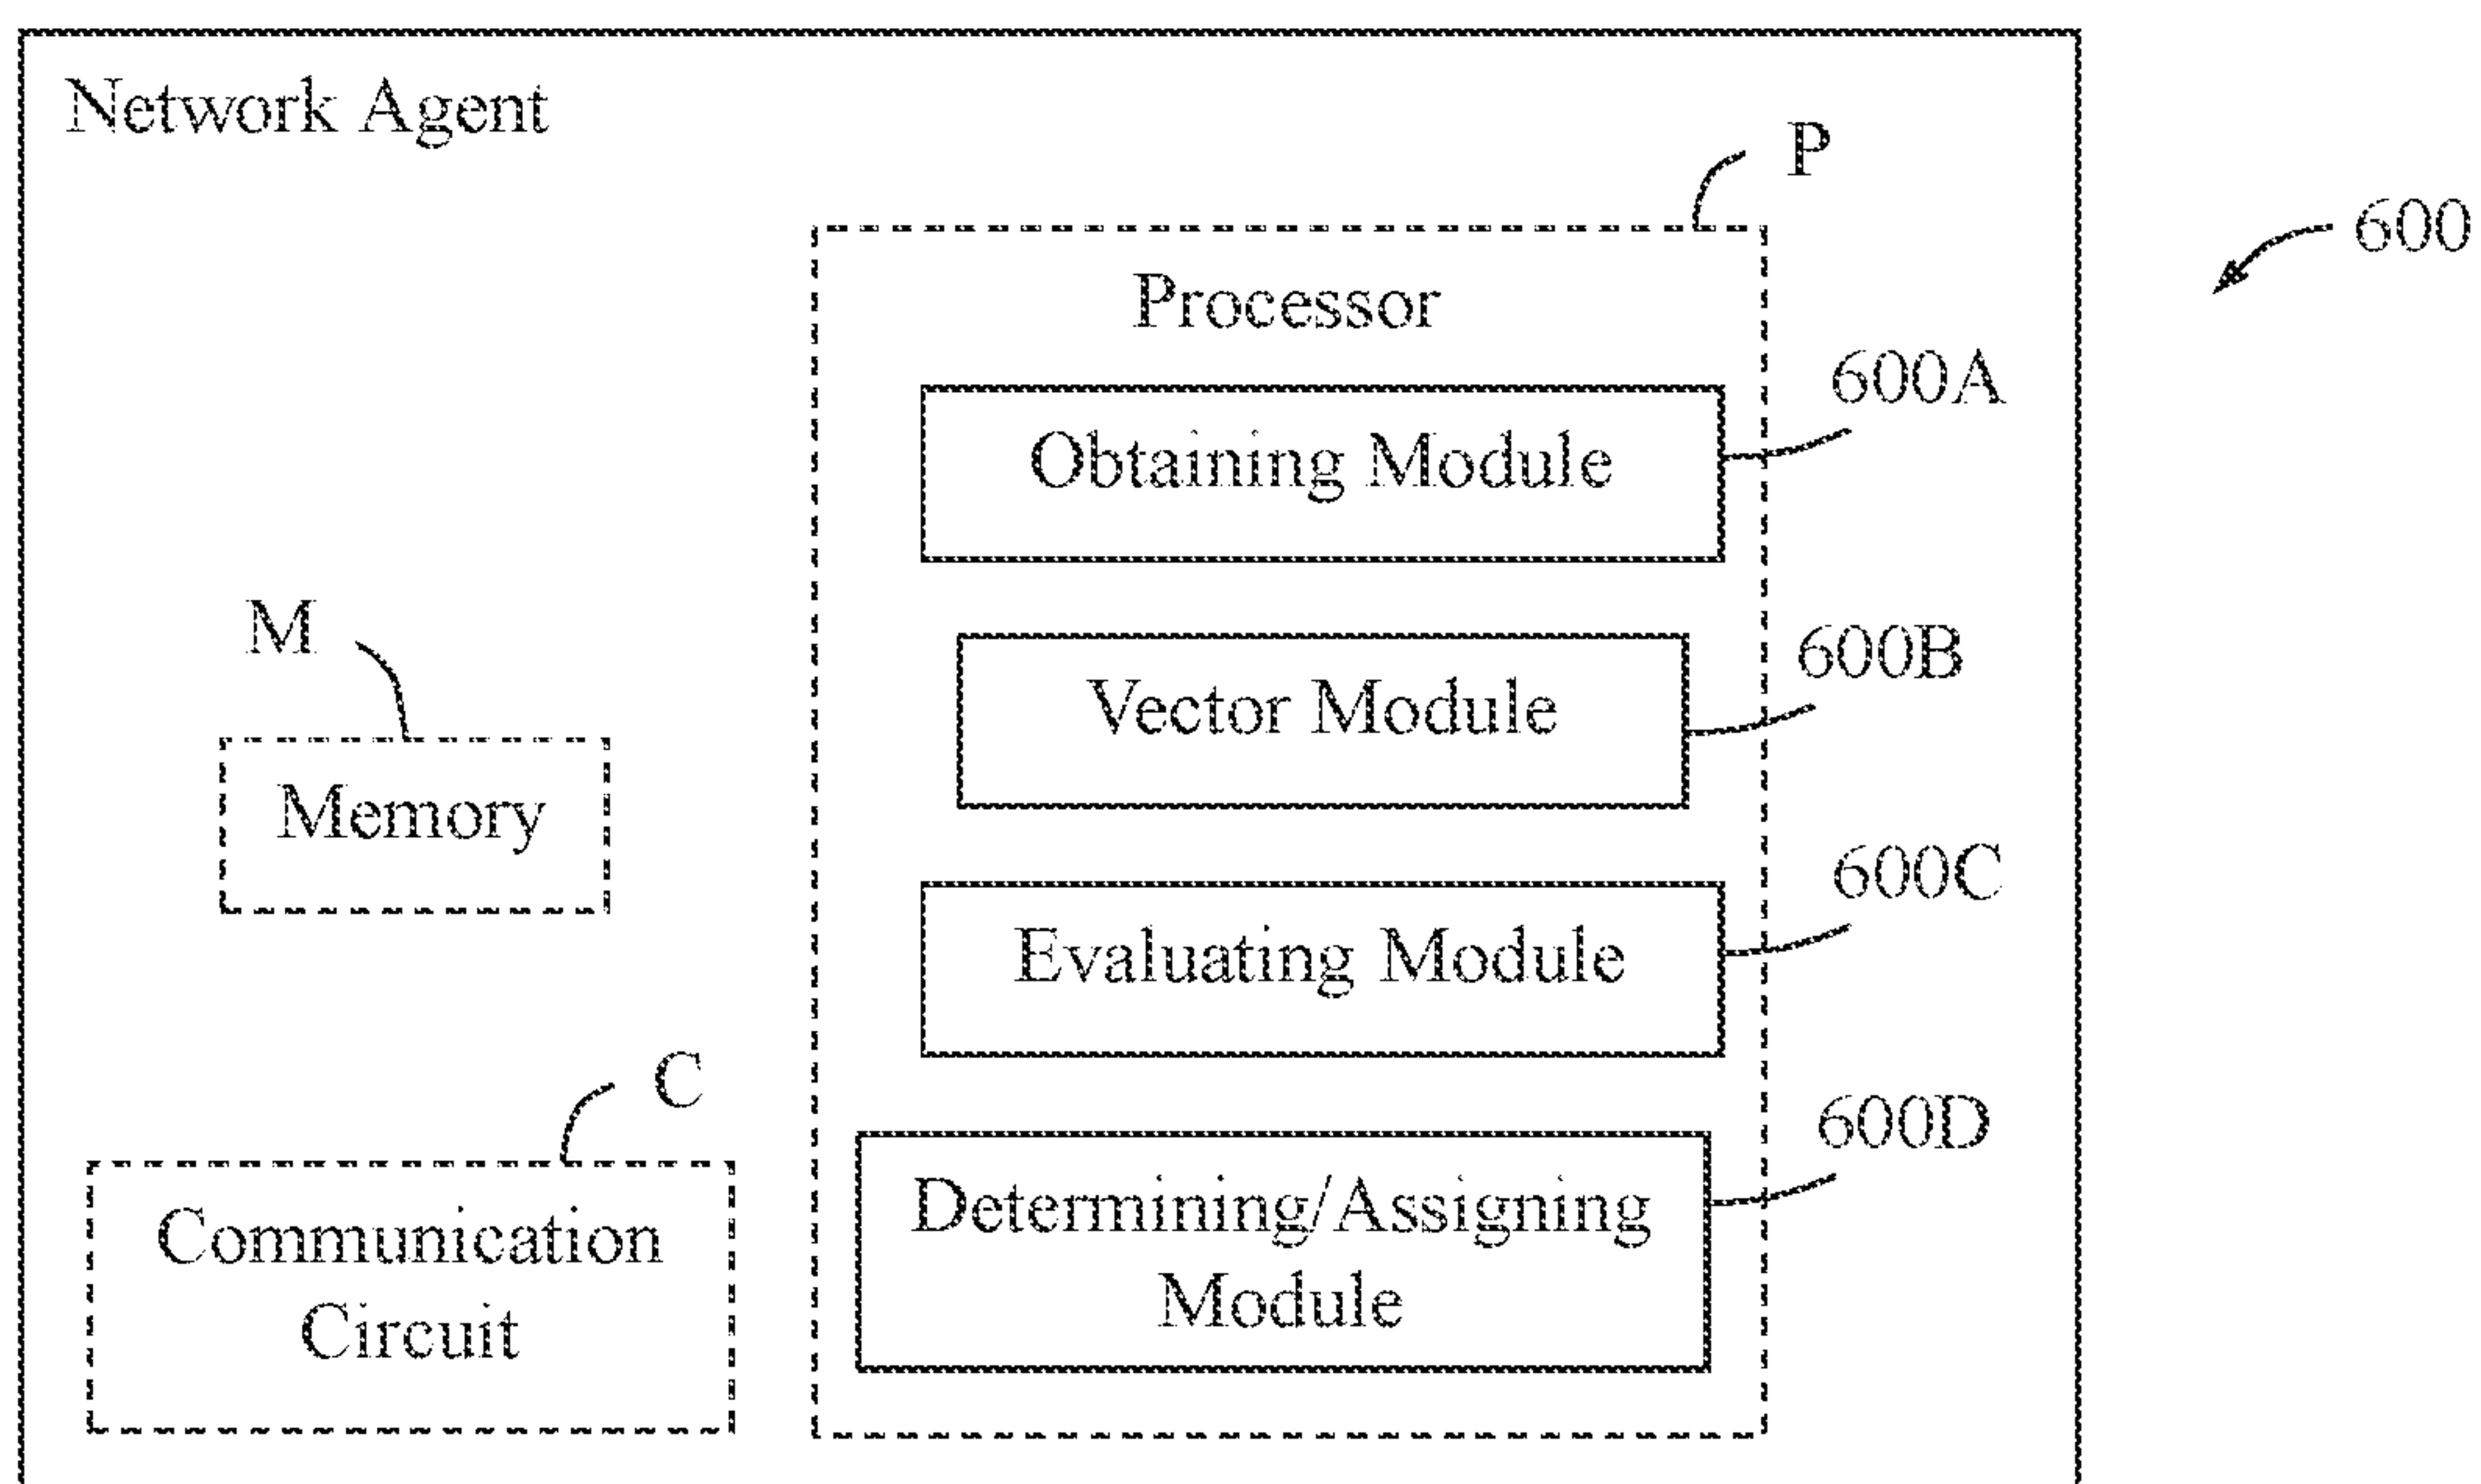 Network Agent
P
600
Processor
600A
Obtaining Module
M
600B
Vector Module
Memory
600C
Evaluating Module
C
600D
Communication
Circuit
Determining/Assigning
Module